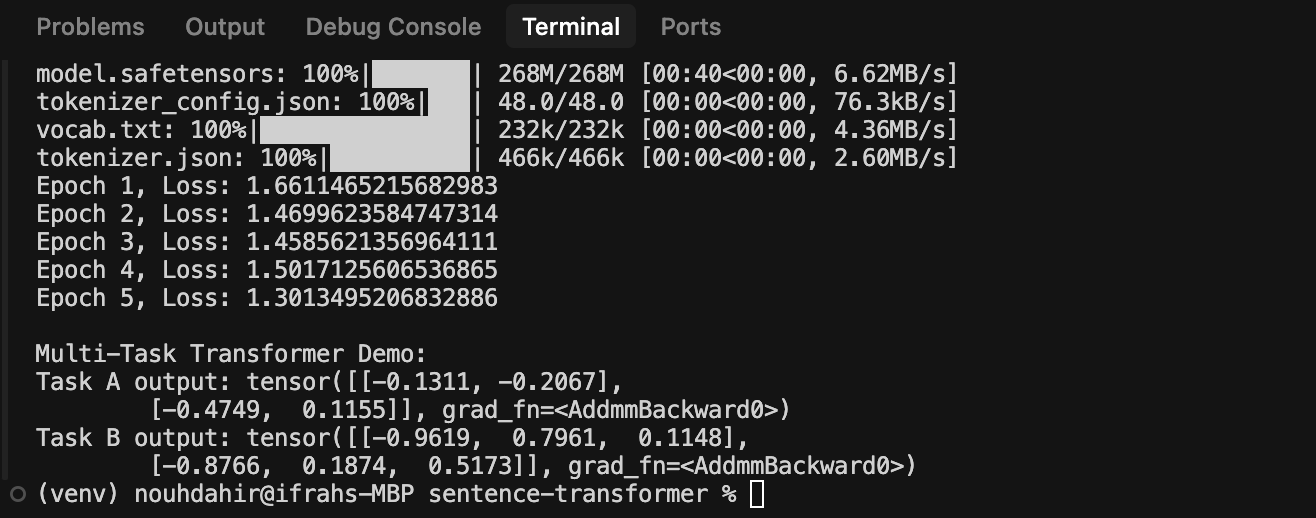 Problems Output Debug Console Terminal Ports
model.safetensors: 100%|██████| 268M/268M [00:40<00:00, 6.62MB/s]
tokenizer_config.json: 100%|███| 48.0/48.0 [00:00<00:00, 76.3kB/s]
vocab.txt: 100%|███████████████| 232k/232k [00:00<00:00, 4.36MB/s]
tokenizer.json: 100%|██████████| 466k/466k [00:00<00:00, 2.60MB/s]
Epoch 1, Loss: 1.6611465215682983
Epoch 2, Loss: 1.4699623584747314
Epoch 3, Loss: 1.4585621356964111
Epoch 4, Loss: 1.5017125606536865
Epoch 5, Loss: 1.3013495206832886
Multi-Task Transformer Demo:
Task A output: tensor([[-0.1311, -0.2067],
        [-0.4749,  0.1155]], grad_fn=<AddmmBackward0>)
Task B output: tensor([[-0.9619,  0.7961,  0.1148],
        [-0.8766,  0.1874,  0.5173]], grad_fn=<AddmmBackward0>)
(venv) nouhdahir@ifrahs-MBP sentence-transformer %